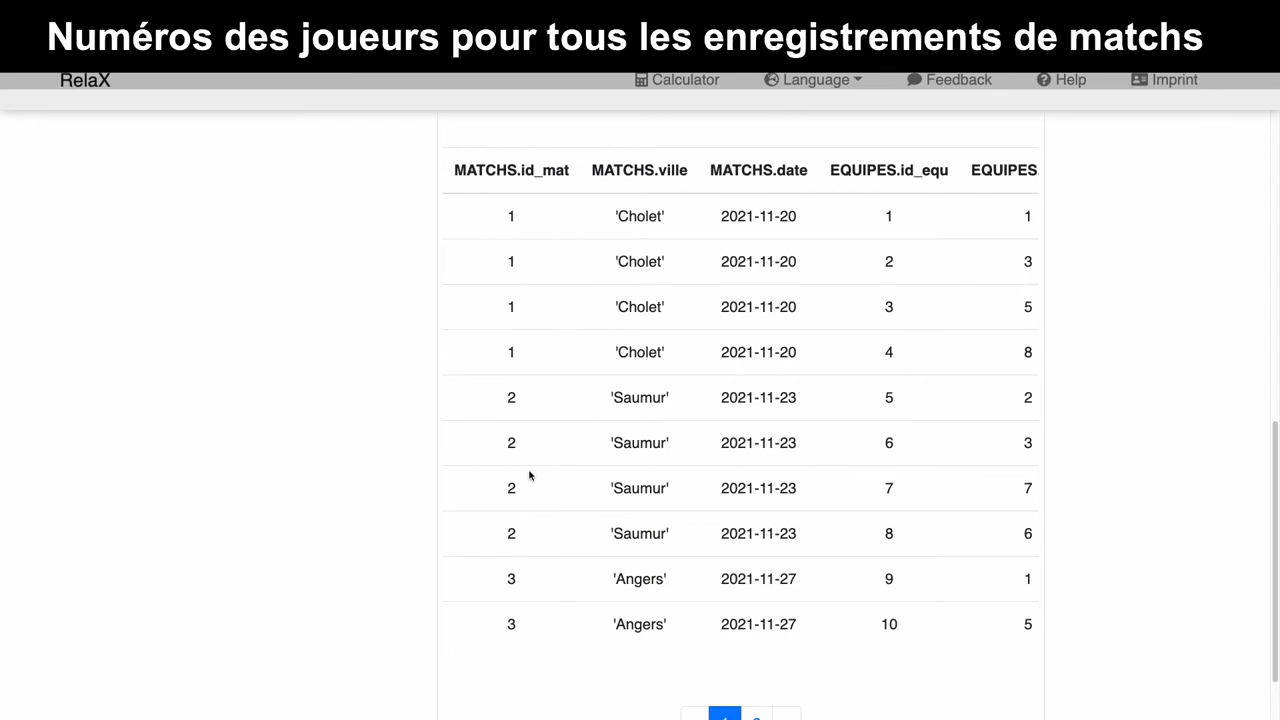 Numéros des joueurs pour tous les enregistrements de matchs
RelaX Calculator Language Feedback Help Imprint
MATCHS.id_mat MATCHS.ville MATCHS.date EQUIPES.id_equ EQUIPES.
1 'Cholet' 2021-11-20 1 1
1 'Cholet' 2021-11-20 2 3
1 'Cholet' 2021-11-20 3 5
1 'Cholet' 2021-11-20 4 8
2 'Saumur' 2021-11-23 5 2
2 'Saumur' 2021-11-23 6 3
2 'Saumur' 2021-11-23 7 7
2 'Saumur' 2021-11-23 8 6
3 'Angers' 2021-11-27 9 1
3 'Angers' 2021-11-27 10 5